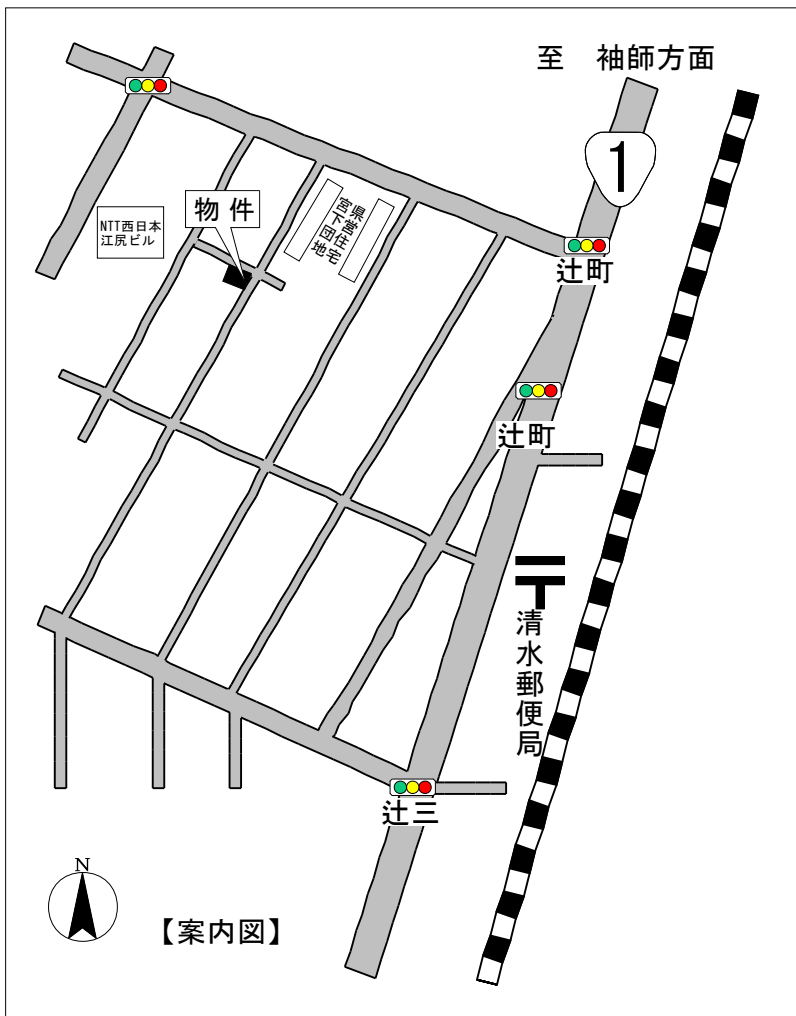 至 袖師方面
1
物件
NTT西日本
江尻ビル
県営住宅
宮下団地
辻町
辻町
〒
清水郵便局
辻三
N
【案内図】